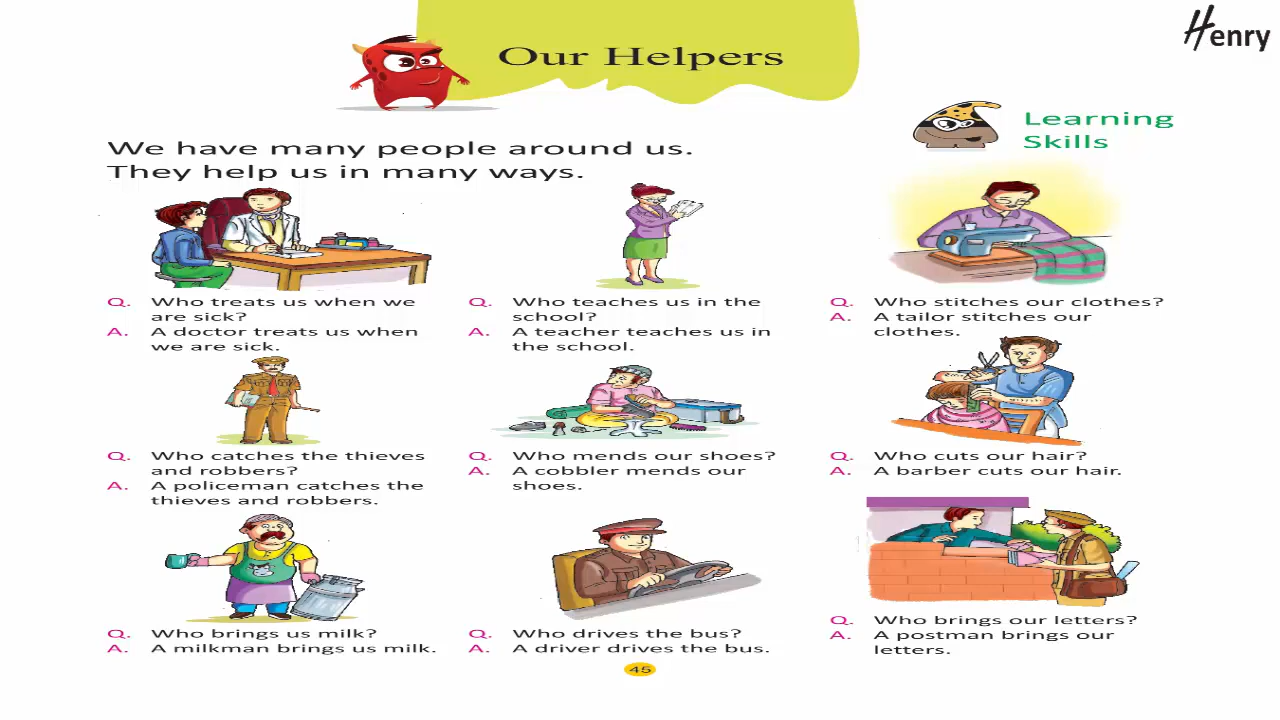 Henry
Our Helpers
Learning
Skills
We have many people around us.
They help us in many ways.
Q. Who treats us when we
are sick?
A. A doctor treats us when
we are sick.
Q. Who teaches us in the
school?
A. A teacher teaches us in
the school.
Q. Who stitches our clothes?
A. A tailor stitches our
clothes.
Q. Who catches the thieves
and robbers?
A. A policeman catches the
thieves and robbers.
Q. Who mends our shoes?
A. A cobbler mends our
shoes.
Q. Who cuts our hair?
A. A barber cuts our hair.
Q. Who brings us milk?
A. A milkman brings us milk.
Q. Who drives the bus?
A. A driver drives the bus.
Q. Who brings our letters?
A. A postman brings our
letters.
45